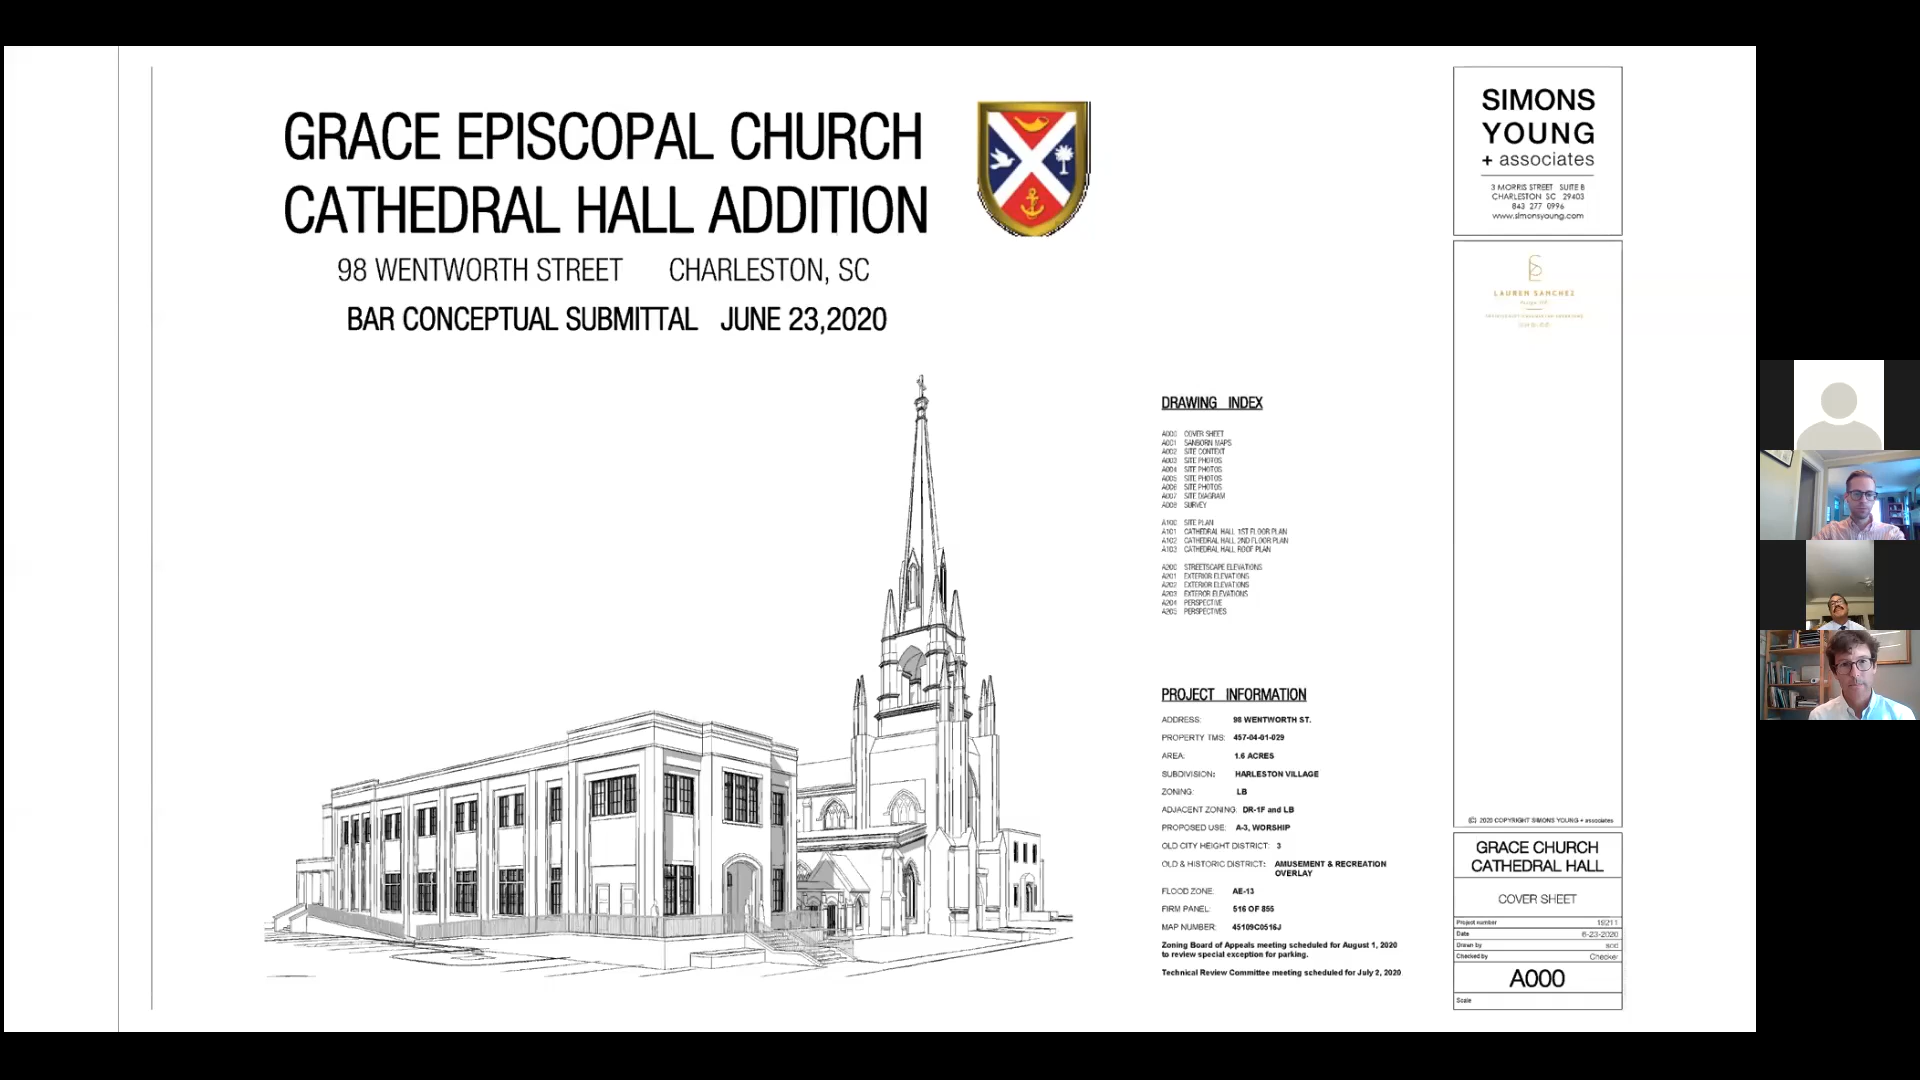 GRACE EPISCOPAL CHURCH
CATHEDRAL HALL ADDITION
98 WENTWORTH STREET CHARLESTON, SC
BAR CONCEPTUAL SUBMITTAL JUNE 23,2020
DRAWING INDEX
A000 COVER SHEET
A001 SANBORN MAPS
A002 SITE CONTEXT
A003 SITE PHOTOS
A004 SITE PHOTOS
A005 SITE PHOTOS
A006 SITE PHOTOS
A007 SITE DIAGRAM
A008 SURVEY
A100 SITE PLAN
A101 CATHEDRAL HALL 1ST FLOOR PLAN
A102 CATHEDRAL HALL 2ND FLOOR PLAN
A103 CATHEDRAL HALL ROOF PLAN
A200 STREETSCAPE ELEVATIONS
A201 EXTERIOR ELEVATIONS
A202 EXTERIOR ELEVATIONS
A203 EXTERIOR ELEVATIONS
A204 PERSPECTIVE
A205 PERSPECTIVES
PROJECT INFORMATION
ADDRESS: 98 WENTWORTH ST.
PROPERTY TMS: 457-04-01-029
AREA: 1.6 ACRES
SUBDIVISION: HARLESTON VILLAGE
ZONING: LB
ADJACENT ZONING: DR-1F and LB
PROPOSED USE: A-3, WORSHIP
OLD CITY HEIGHT DISTRICT: 3
OLD & HISTORIC DISTRICT: AMUSEMENT & RECREATION
OVERLAY
FLOOD ZONE: AE-13
FIRM PANEL: 516 OF 855
MAP NUMBER: 45109C0516J
Zoning Board of Appeals meeting scheduled for August 1, 2020
to review special exception for parking.
Technical Review Committee meeting scheduled for July 2, 2020
SIMONS
YOUNG
+ associates
3 MORRIS STREET SUITE B
CHARLESTON SC 29403
843 277 0996
www.simonsyoung.com
LAUREN SANCHEZ
© 2020 COPYRIGHT SIMONS YOUNG + associates
GRACE CHURCH
CATHEDRAL HALL
COVER SHEET
Project number 19211
Date 6-23-2020
Drawn by
Checked by Checker
A000
Scale